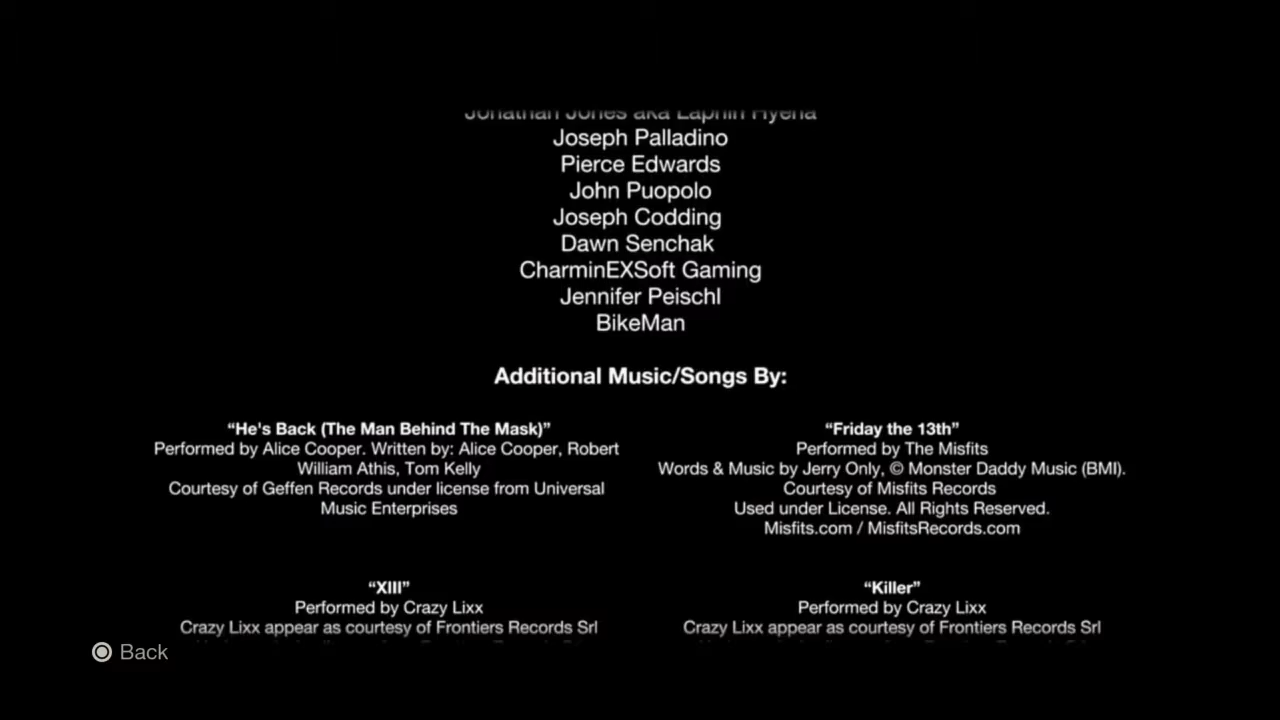 Jonathan Jones aka Laphin Hyena
Joseph Palladino
Pierce Edwards
John Puopolo
Joseph Codding
Dawn Senchak
CharminEXSoft Gaming
Jennifer Peischl
BikeMan
Additional Music/Songs By:
“He's Back (The Man Behind The Mask)”
Performed by Alice Cooper. Written by: Alice Cooper, Robert
William Athis, Tom Kelly
Courtesy of Geffen Records under license from Universal
Music Enterprises
“Friday the 13th”
Performed by The Misfits
Words & Music by Jerry Only, © Monster Daddy Music (BMI).
Courtesy of Misfits Records
Used under License. All Rights Reserved.
Misfits.com / MisfitsRecords.com
“XIII”
Performed by Crazy Lixx
Crazy Lixx appear as courtesy of Frontiers Records Srl
“Killer”
Performed by Crazy Lixx
Crazy Lixx appear as courtesy of Frontiers Records Srl
Back